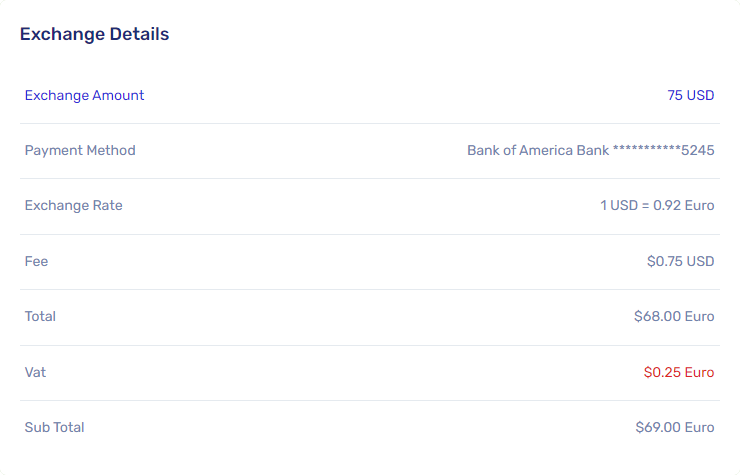 Exchange Details
Exchange Amount 75 USD
Payment Method Bank of America Bank ***********5245
Exchange Rate 1 USD = 0.92 Euro
Fee $0.75 USD
Total $68.00 Euro
Vat $0.25 Euro
Sub Total $69.00 Euro